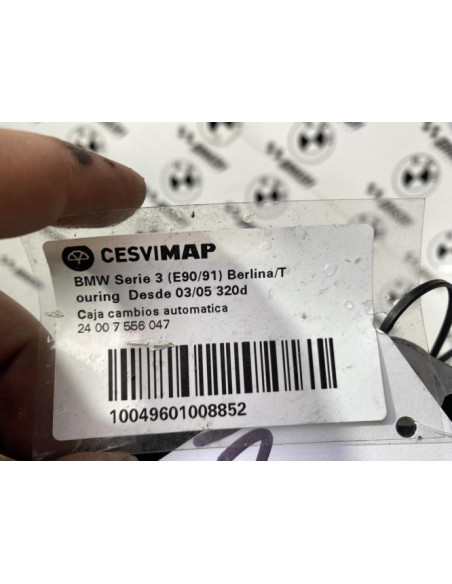 CESVIMAP
BMW Serie 3 (E90/91) Berlina/T
ouring Desde 03/05 320d
Caja cambios automatica
24 00 7 556 047
10049601008852